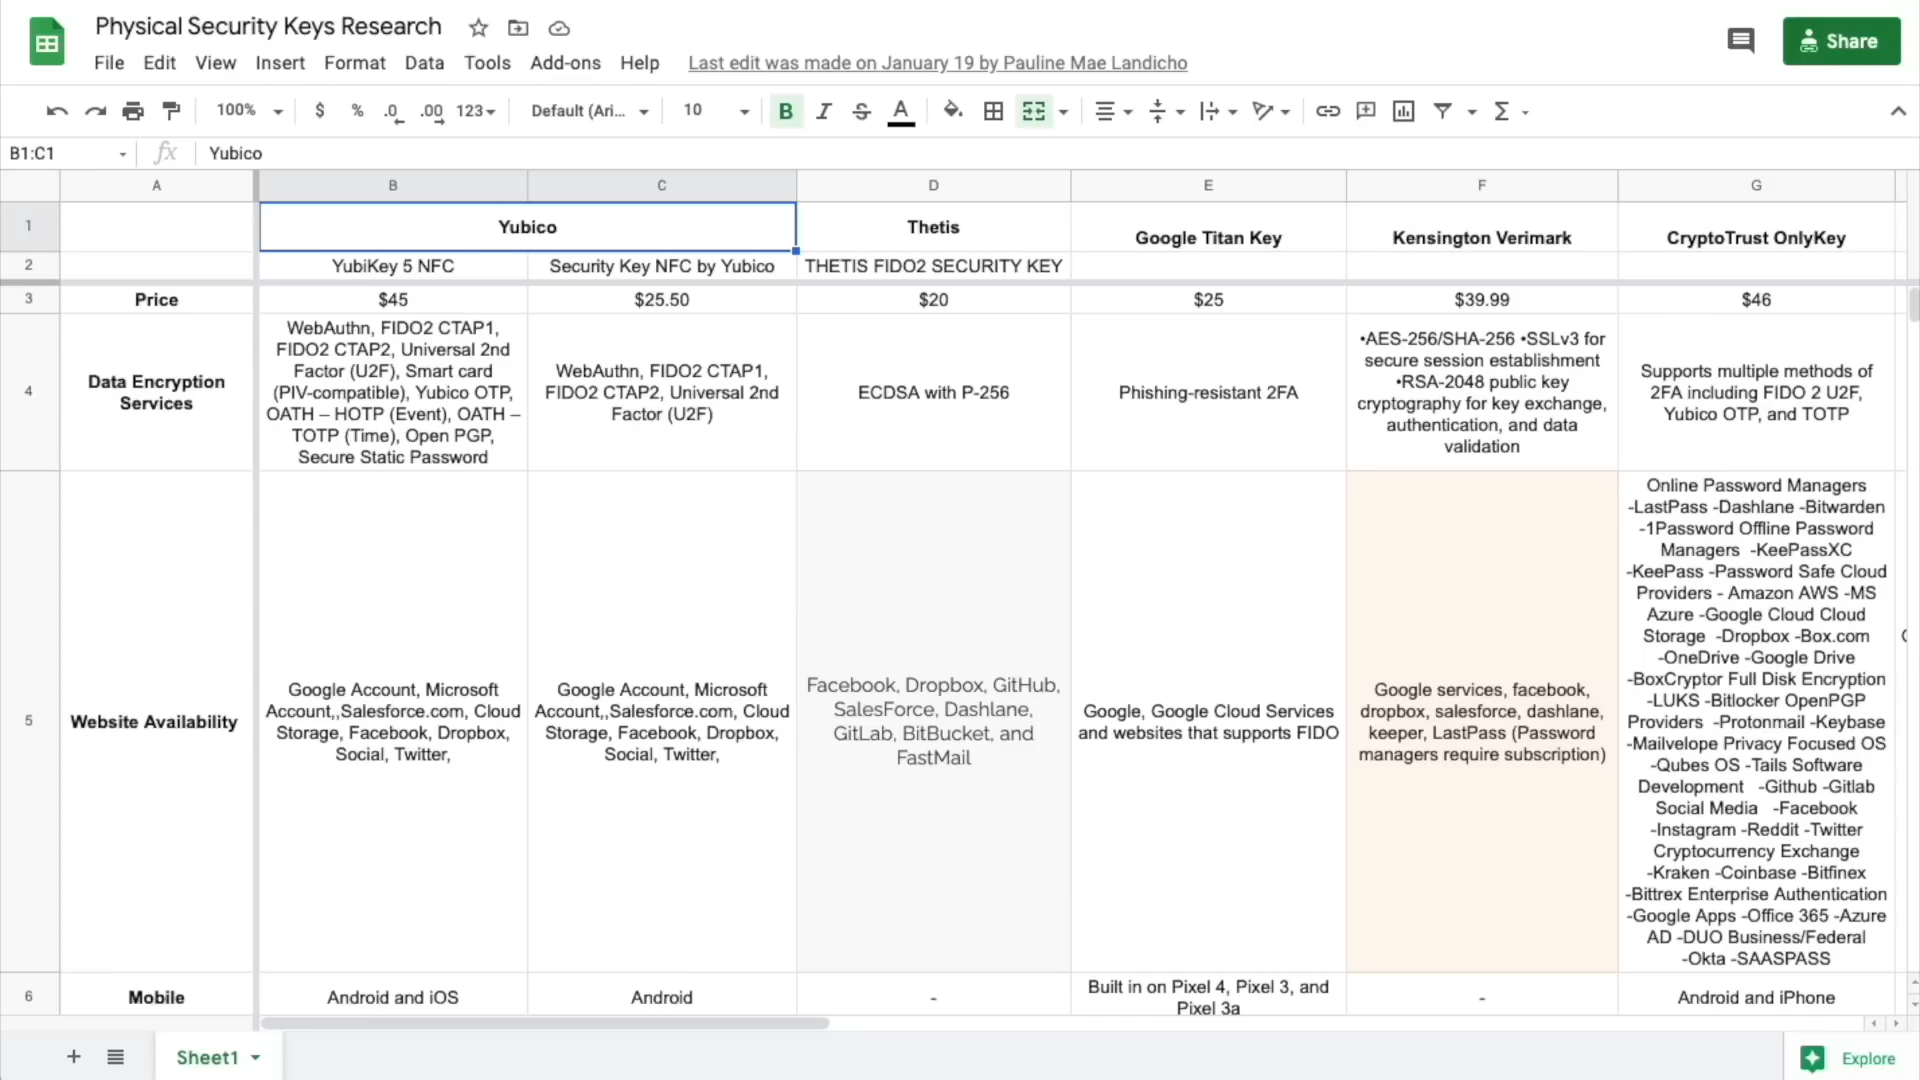 Physical Security Keys Research
Share
File Edit View Insert Format Data Tools Add-ons Help Last edit was made on January 19 by Pauline Mae Landicho
100% $ % .0 .00 123 Default (Ari... 10 B I S A
B1:C1 fx Yubico
A B C D E F G
1 Yubico Thetis Google Titan Key Kensington Verimark CryptoTrust OnlyKey
2 YubiKey 5 NFC Security Key NFC by Yubico THETIS FIDO2 SECURITY KEY
3 Price $45 $25.50 $20 $25 $39.99 $46
4
Data Encryption
Services
WebAuthn, FIDO2 CTAP1,
FIDO2 CTAP2, Universal 2nd
Factor (U2F), Smart card
(PIV-compatible), Yubico OTP,
OATH – HOTP (Event), OATH –
TOTP (Time), Open PGP,
Secure Static Password
WebAuthn, FIDO2 CTAP1,
FIDO2 CTAP2, Universal 2nd
Factor (U2F)
ECDSA with P-256
Phishing-resistant 2FA
•AES-256/SHA-256 •SSLv3 for
secure session establishment
•RSA-2048 public key
cryptography for key exchange,
authentication, and data
validation
Supports multiple methods of
2FA including FIDO 2 U2F,
Yubico OTP, and TOTP
5
Website Availability
Google Account, Microsoft
Account,,Salesforce.com, Cloud
Storage, Facebook, Dropbox,
Social, Twitter,
Google Account, Microsoft
Account,,Salesforce.com, Cloud
Storage, Facebook, Dropbox,
Social, Twitter,
Facebook, Dropbox, GitHub,
SalesForce, Dashlane,
GitLab, BitBucket, and
FastMail
Google, Google Cloud Services
and websites that supports FIDO
Google services, facebook,
dropbox, salesforce, dashlane,
keeper, LastPass (Password
managers require subscription)
Online Password Managers
-LastPass -Dashlane -Bitwarden
-1Password Offline Password
Managers -KeePassXC
-KeePass -Password Safe Cloud
Providers - Amazon AWS -MS
Azure -Google Cloud Cloud
Storage -Dropbox -Box.com
-OneDrive -Google Drive
-BoxCryptor Full Disk Encryption
-LUKS -Bitlocker OpenPGP
Providers -Protonmail -Keybase
-Mailvelope Privacy Focused OS
-Qubes OS -Tails Software
Development -Github -Gitlab
Social Media -Facebook
-Instagram -Reddit -Twitter
Cryptocurrency Exchange
-Kraken -Coinbase -Bitfinex
-Bittrex Enterprise Authentication
-Google Apps -Office 365 -Azure
AD -DUO Business/Federal
-Okta -SAASPASS
6
Mobile
Android and iOS
Android
-
Built in on Pixel 4, Pixel 3, and
Pixel 3a
-
Android and iPhone
Sheet1
Explore